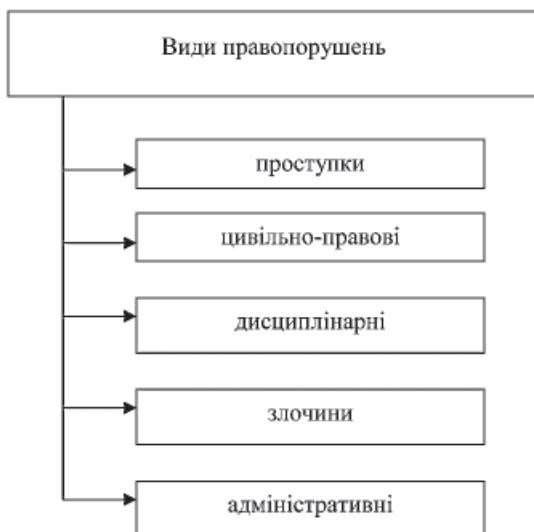 Види правопорушень
проступки
цивільно-правові
дисциплінарні
злочини
адміністративні